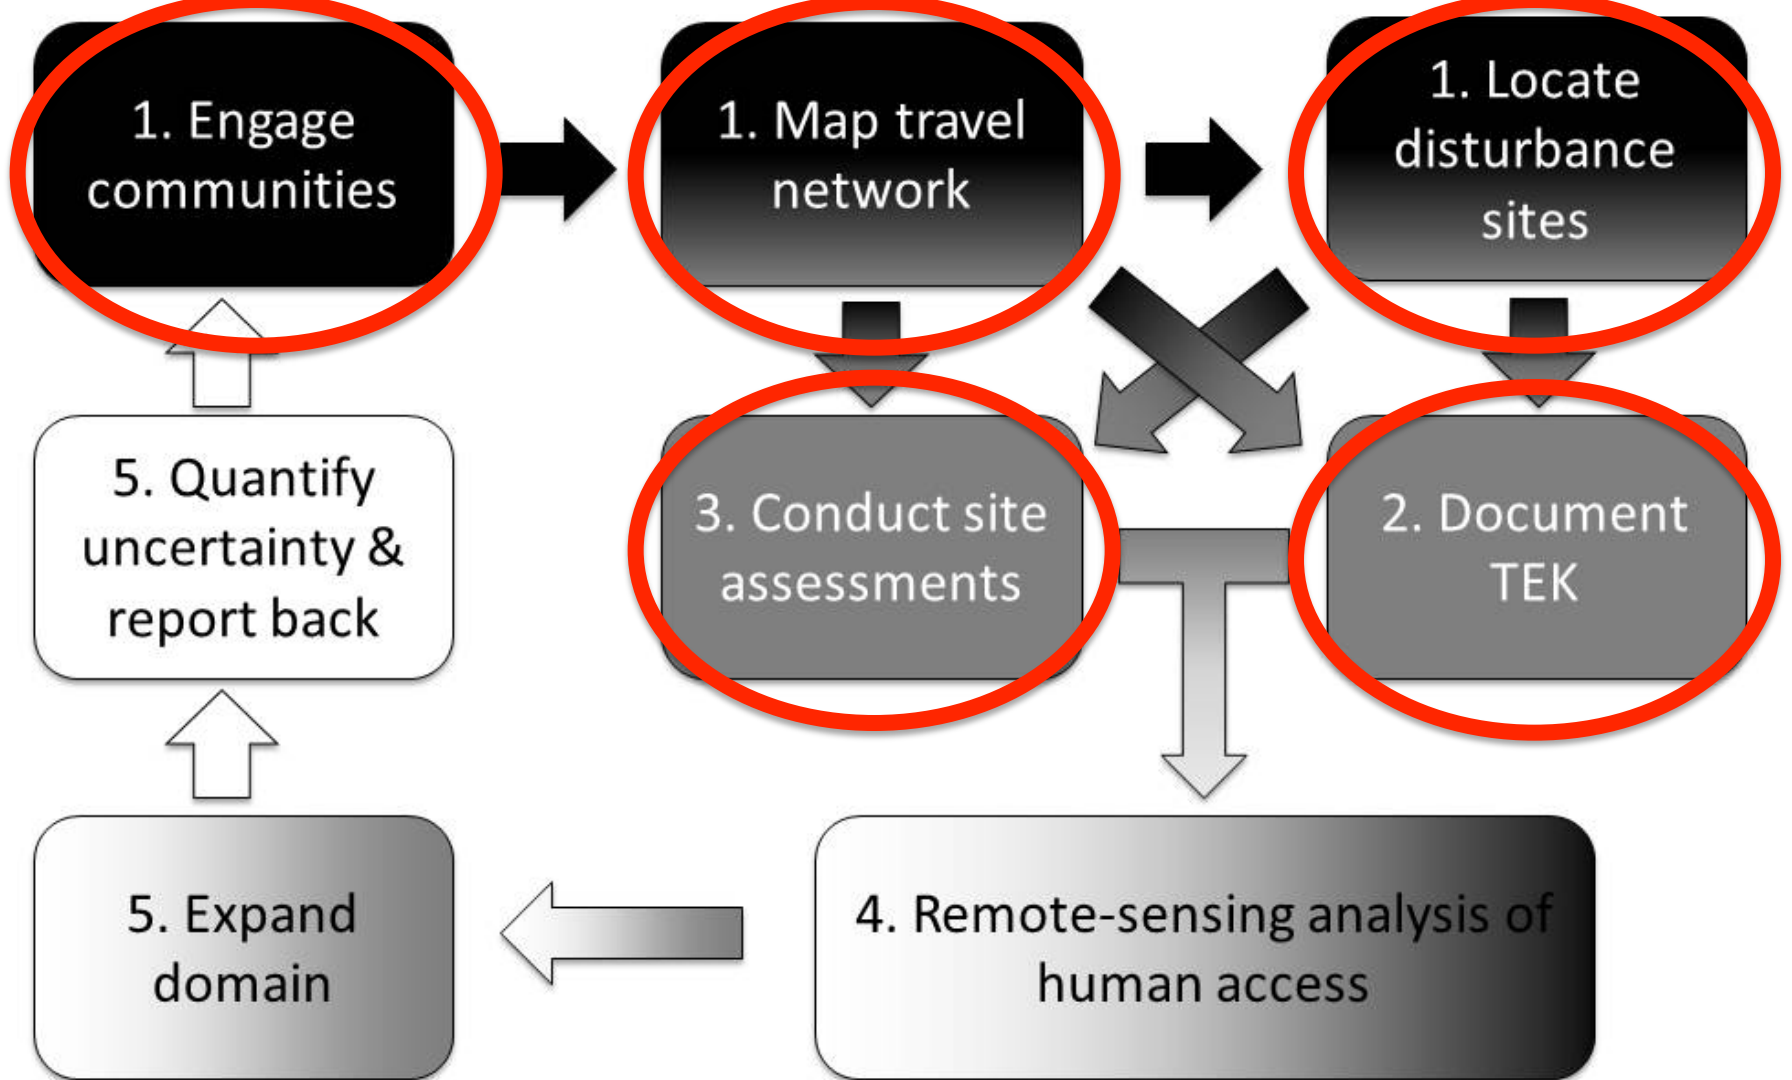 1. Engage
communities
1. Map travel
network
1. Locate
disturbance
sites
5. Quantify
uncertainty &
report back
3. Conduct site
assessments
2. Document
TEK
5. Expand
domain
4. Remote-sensing analysis of
human access